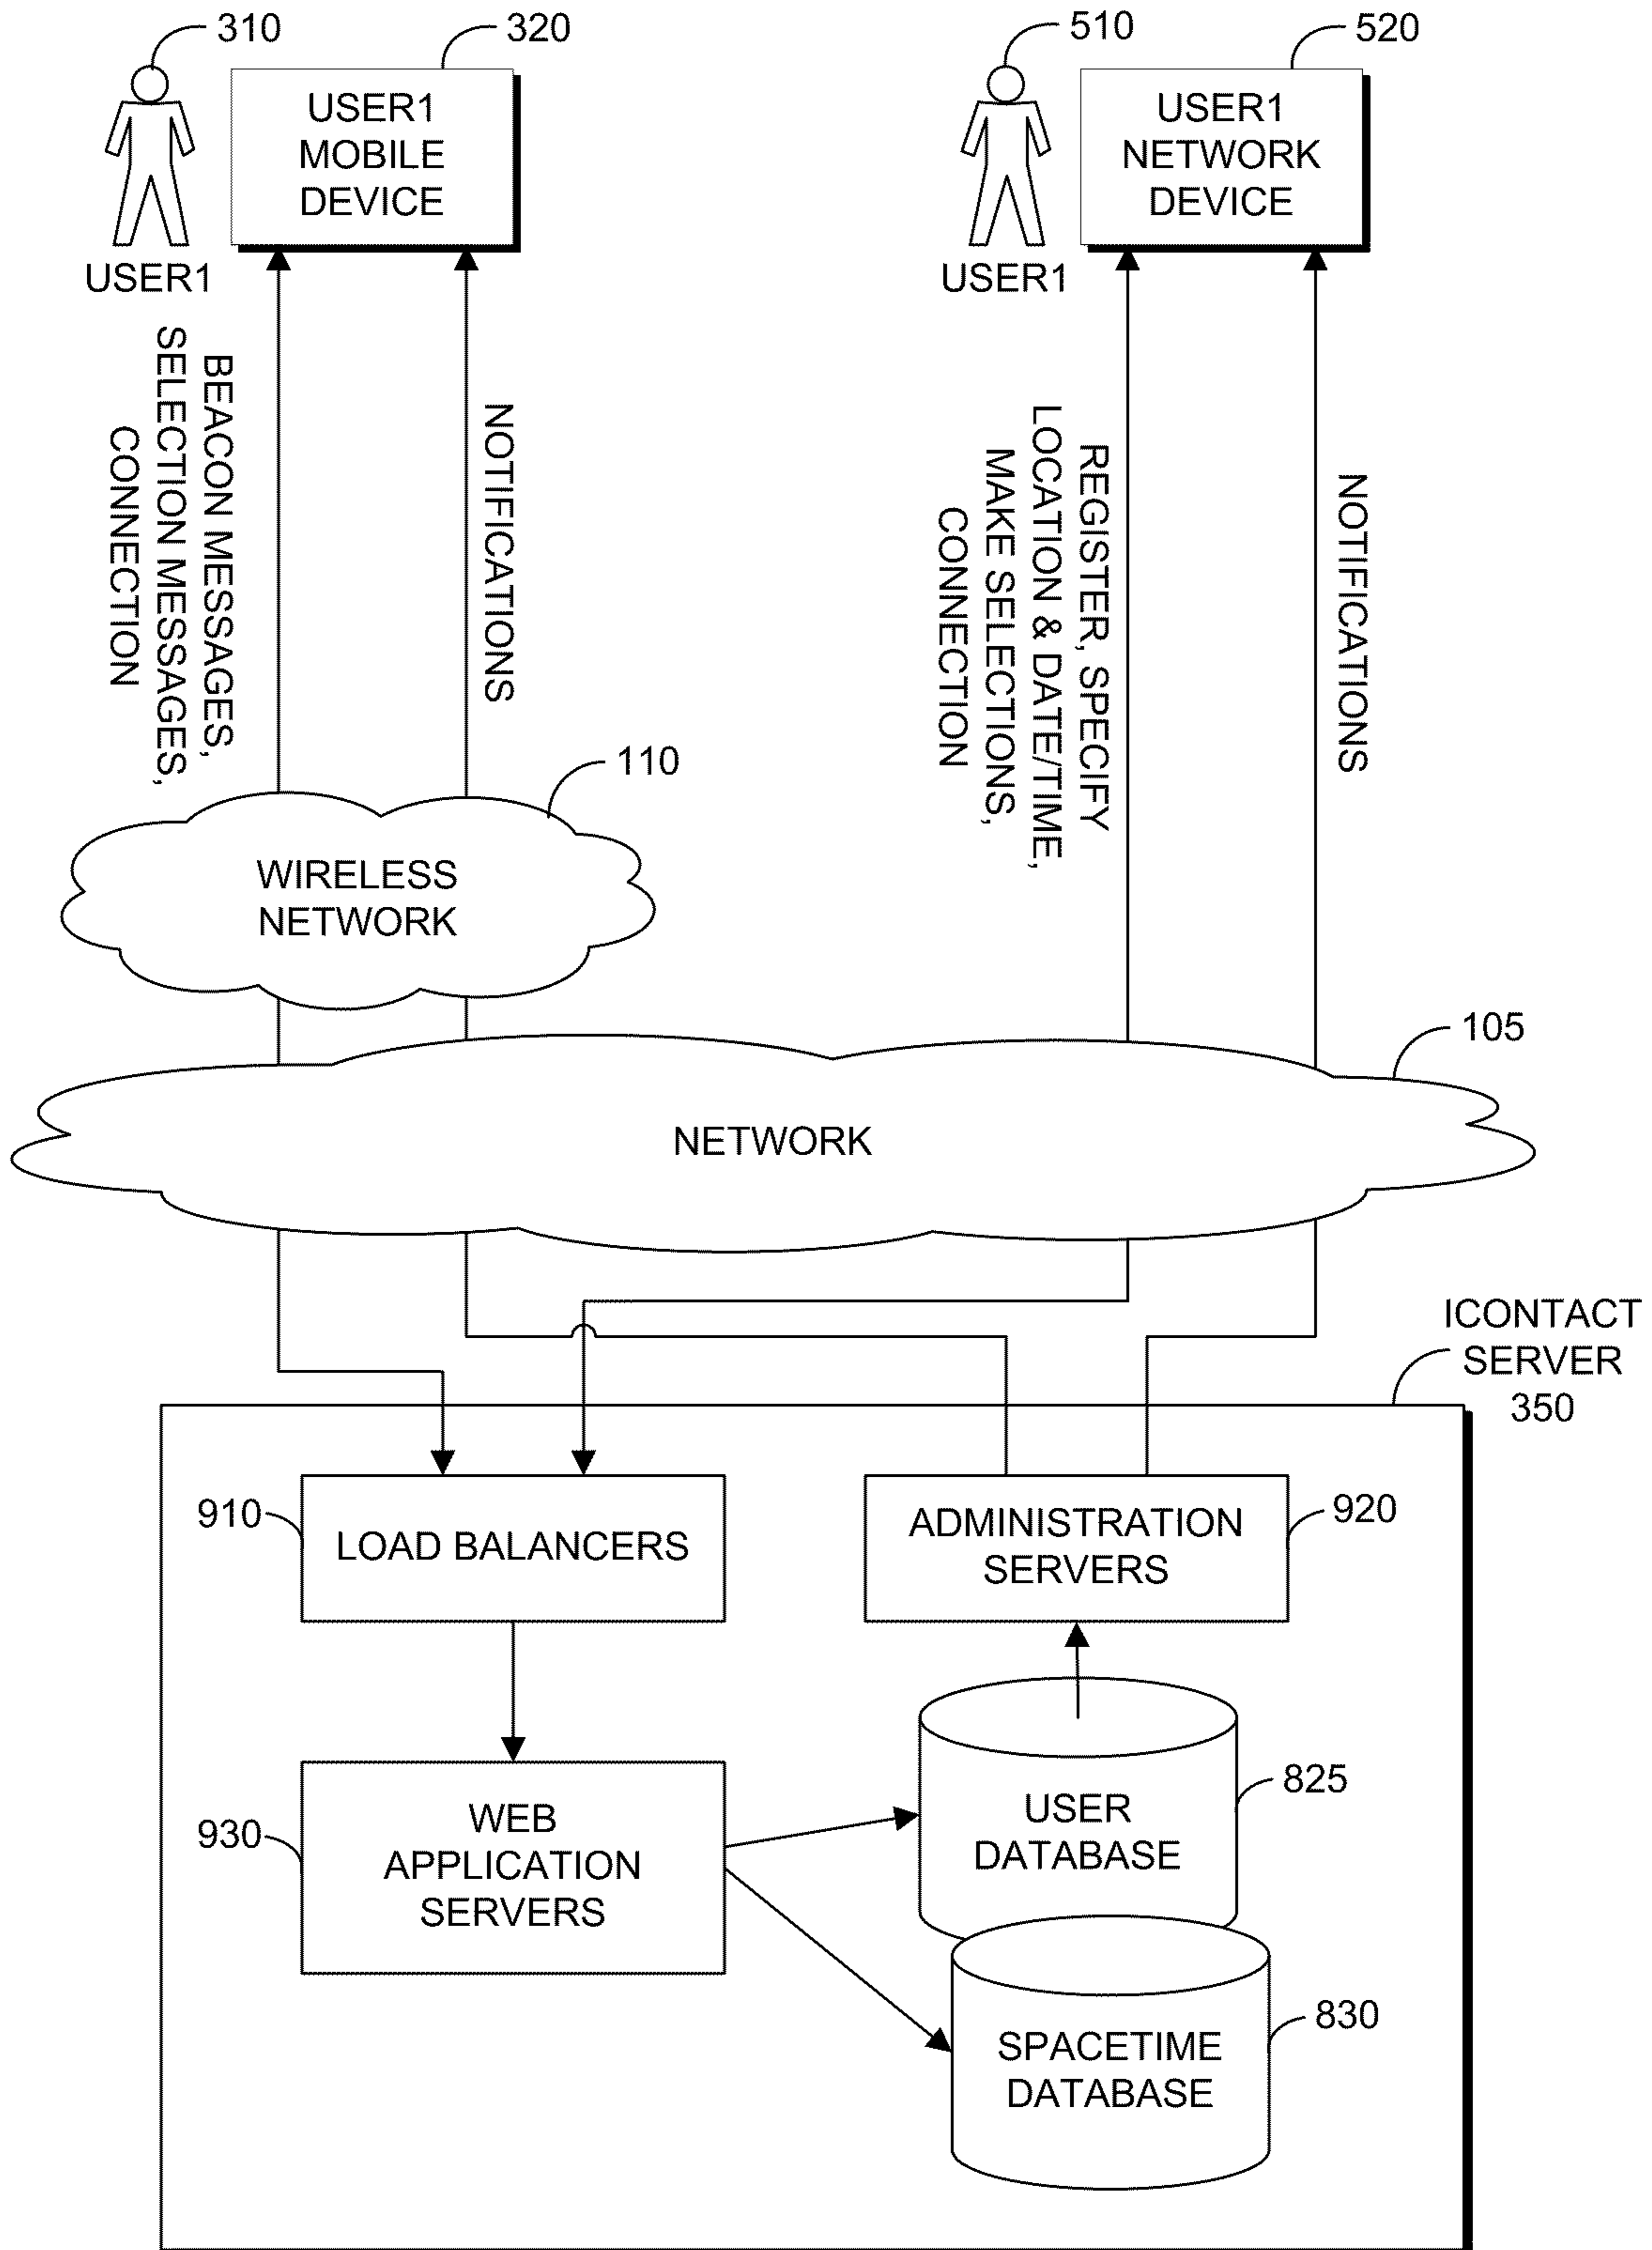 310
320
510
520
USER1
MOBILE
DEVICE
USER1
NETWORK
DEVICE
USER1
USER1
BEACON MESSAGES,
SELECTION MESSAGES,
CONNECTION
NOTIFICATIONS
REGISTER, SPECIFY
LOCATION & DATE/TIME,
MAKE SELECTIONS,
CONNECTION
NOTIFICATIONS
110
WIRELESS
NETWORK
105
NETWORK
ICONTACT
SERVER
350
910
LOAD BALANCERS
ADMINISTRATION
SERVERS
920
930
WEB
APPLICATION
SERVERS
USER
DATABASE
825
SPACETIME
DATABASE
830